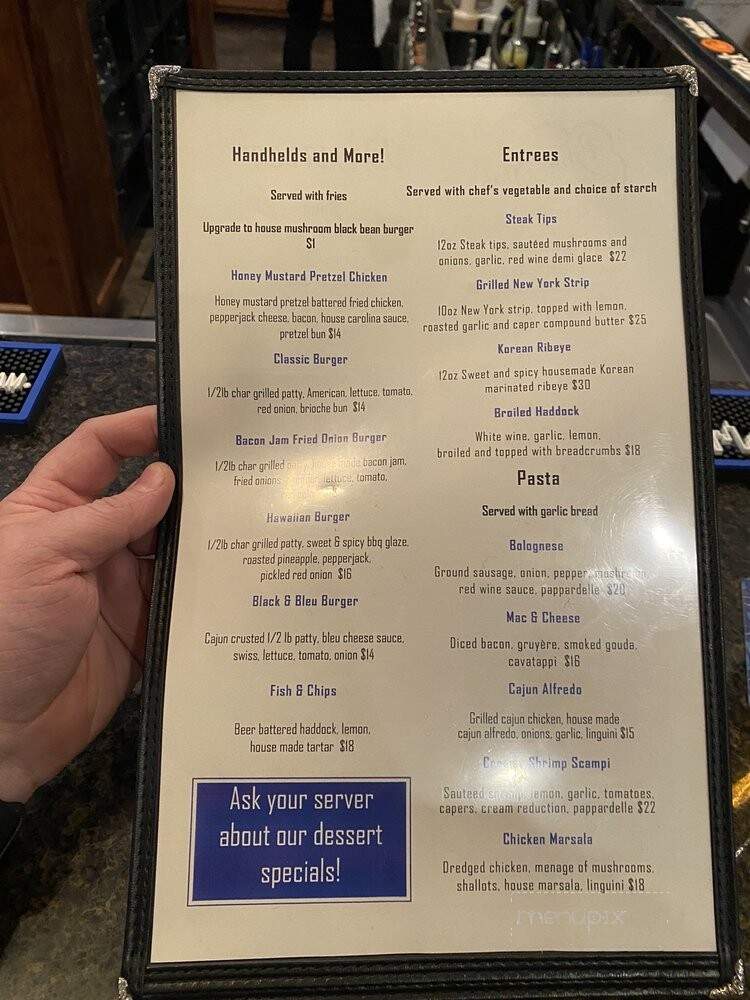 Handhelds and More!
Served with fries
Upgrade to house mushroom black bean burger
$1
Honey Mustard Pretzel Chicken
Honey mustard pretzel battered fried chicken,
pepperjack cheese, bacon, house carolina sauce,
pretzel bun $14
Classic Burger
1/2lb char grilled patty, American, lettuce, tomato,
red onion, brioche bun $14
Bacon Jam Fried Onion Burger
1/2lb char grilled made bacon jam,
fried onions, lettuce, tomato,
Hawaiian Burger
1/2lb char grilled patty, sweet & spicy bbq glaze,
roasted pineapple, pepperjack,
pickled red onion $16
Black & Bleu Burger
Cajun crusted 1/2 lb patty, bleu cheese sauce,
swiss, lettuce, tomato, onion $14
Fish & Chips
Beer battered haddock, lemon,
house made tartar $18
Ask your server
about our dessert
specials!
Entrees
Served with chef's vegetable and choice of starch
Steak Tips
12oz Steak tips, sautéed mushrooms and
onions, garlic, red wine demi glace $22
Grilled New York Strip
10oz New York strip, topped with lemon,
roasted garlic and caper compound butter $25
Korean Ribeye
12oz Sweet and spicy housemade Korean
marinated ribeye $30
Broiled Haddock
White wine, garlic, lemon,
broiled and topped with breadcrumbs $18
Pasta
Served with garlic bread
Bolognese
Ground sausage, onion, pepper, mushroom,
red wine sauce, pappardelle $20
Mac & Cheese
Diced bacon, gruyère, smoked gouda,
cavatappi $16
Cajun Alfredo
Grilled cajun chicken, house made
cajun alfredo, onions, garlic, linguini $15
Creamy Shrimp Scampi
Sauteed shrimp, lemon, garlic, tomatoes,
capers, cream reduction, pappardelle $22
Chicken Marsala
Dredged chicken, menage of mushrooms,
shallots, house marsala, linguini $18
menupix